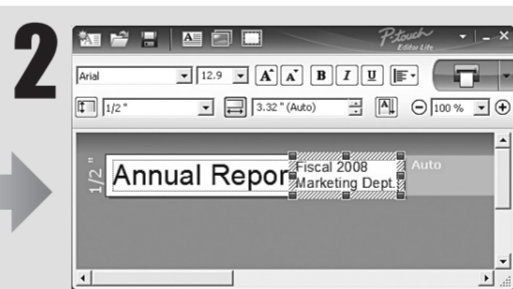 2
P-touch
Editor Lite
Arial
12.9
A A B I U
1/2 "
3.32 " (Auto)
A
100 %
1/2 "
Annual Repor
Fiscal 2008
Marketing Dept.
Auto